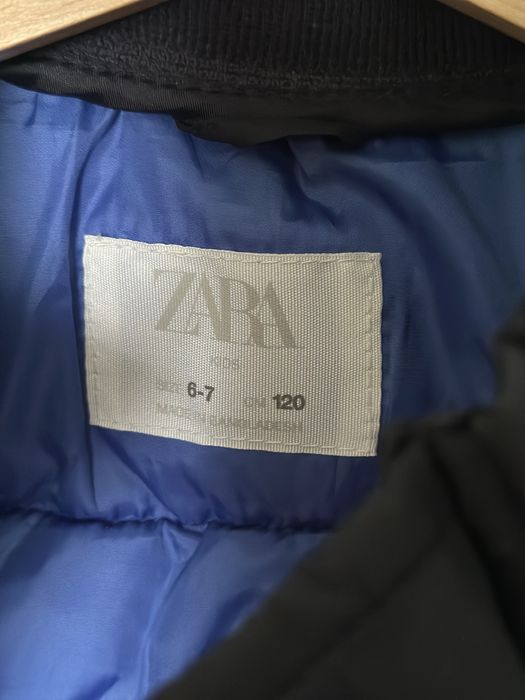 ZARA
KIDS
SIZE 6-7 CM 120
MADE IN BANGLADESH